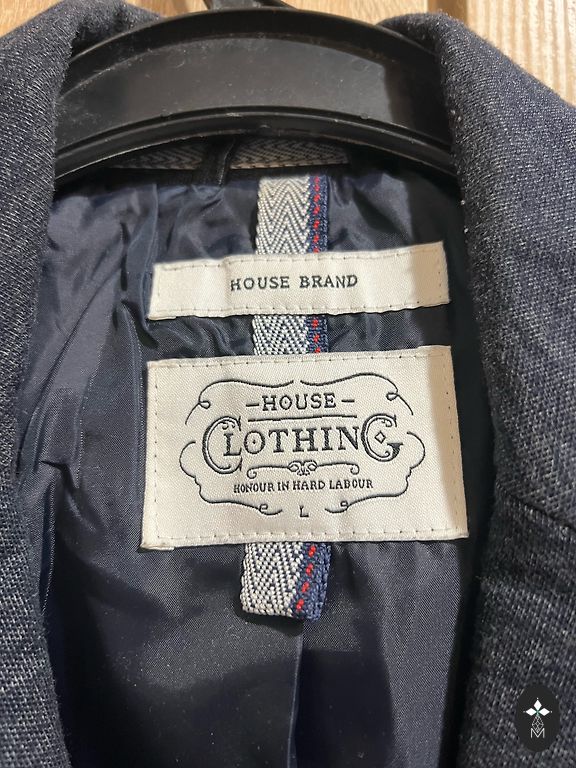 HOUSE BRAND
HOUSE
CLOTHING
HONOUR IN HARD LABOUR
L
M